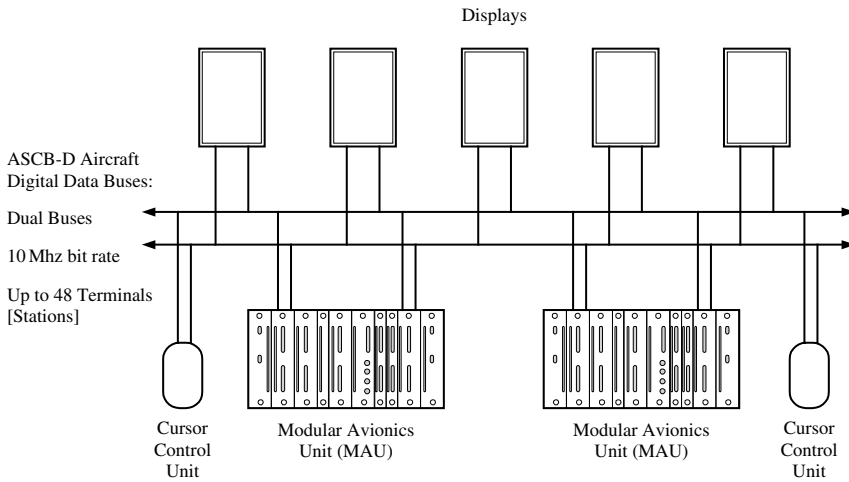 Displays
ASCB-D Aircraft
Digital Data Buses:
Dual Buses
10 Mhz bit rate
Up to 48 Terminals
[Stations]
Cursor
Control
Unit
Modular Avionics
Unit (MAU)
Modular Avionics
Unit (MAU)
Cursor
Control
Unit